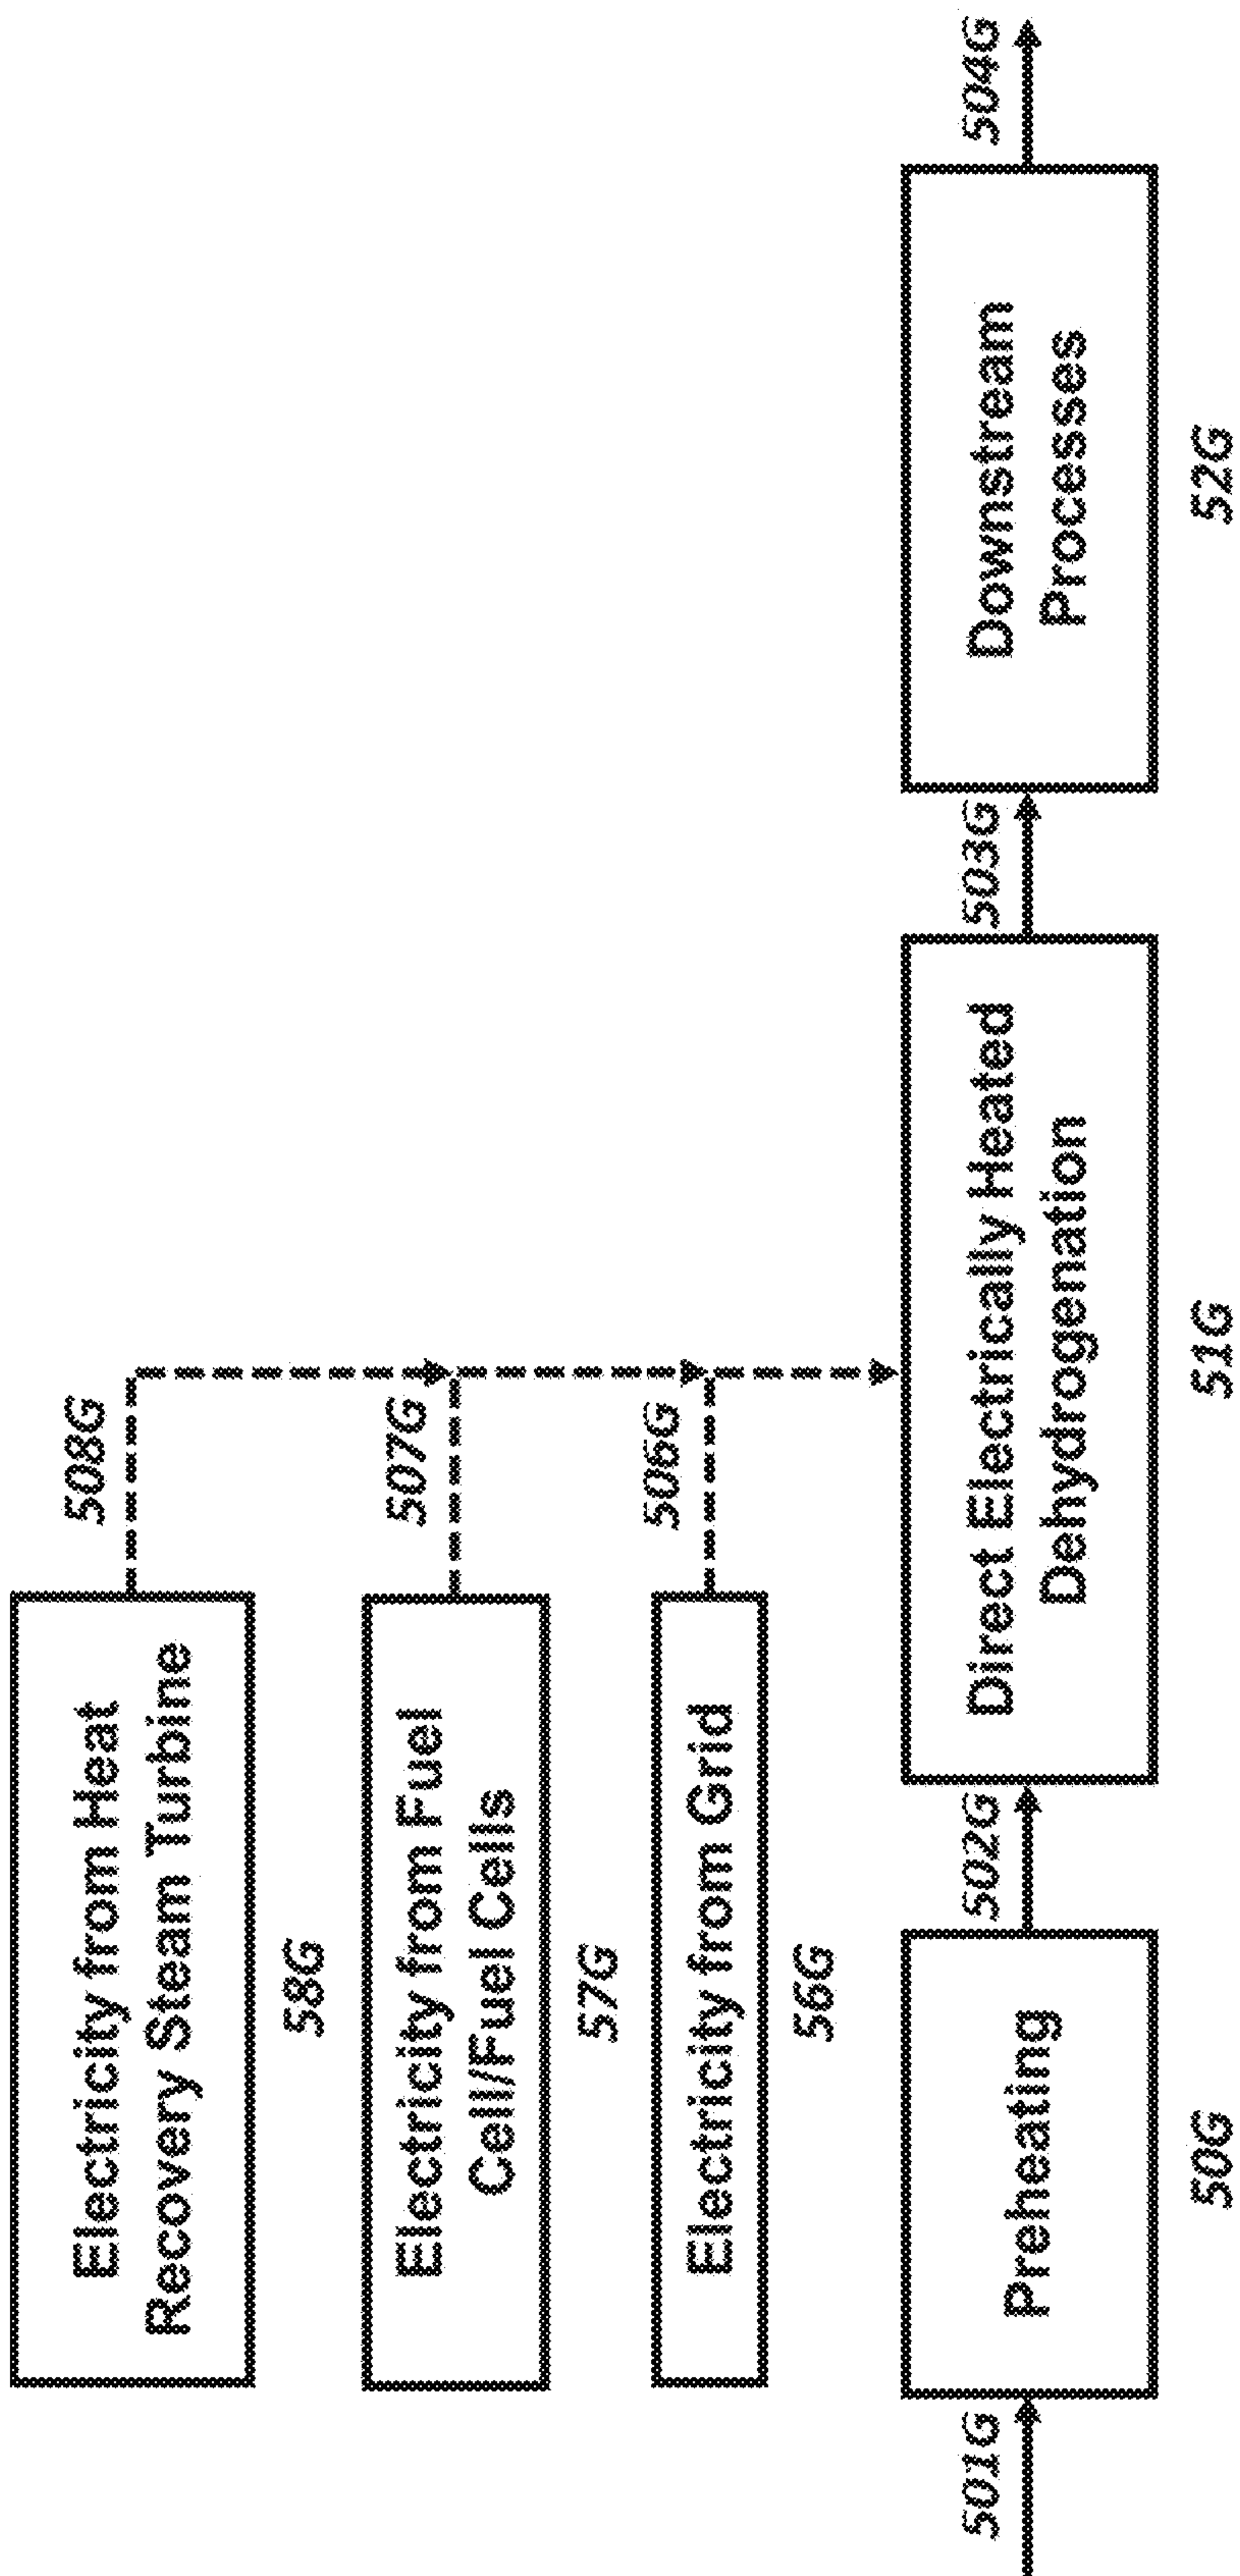 508G
Electricity from Heat
Recovery Steam Turbine
58G
507G
Electricity from Fuel
Cell/Fuel Cells
57G
506G
Electricity from Grid
56G
501G
Preheating
50G
502G
Direct Electrically Heated
Dehydrogenation
51G
503G
Downstream
Processes
52G
504G